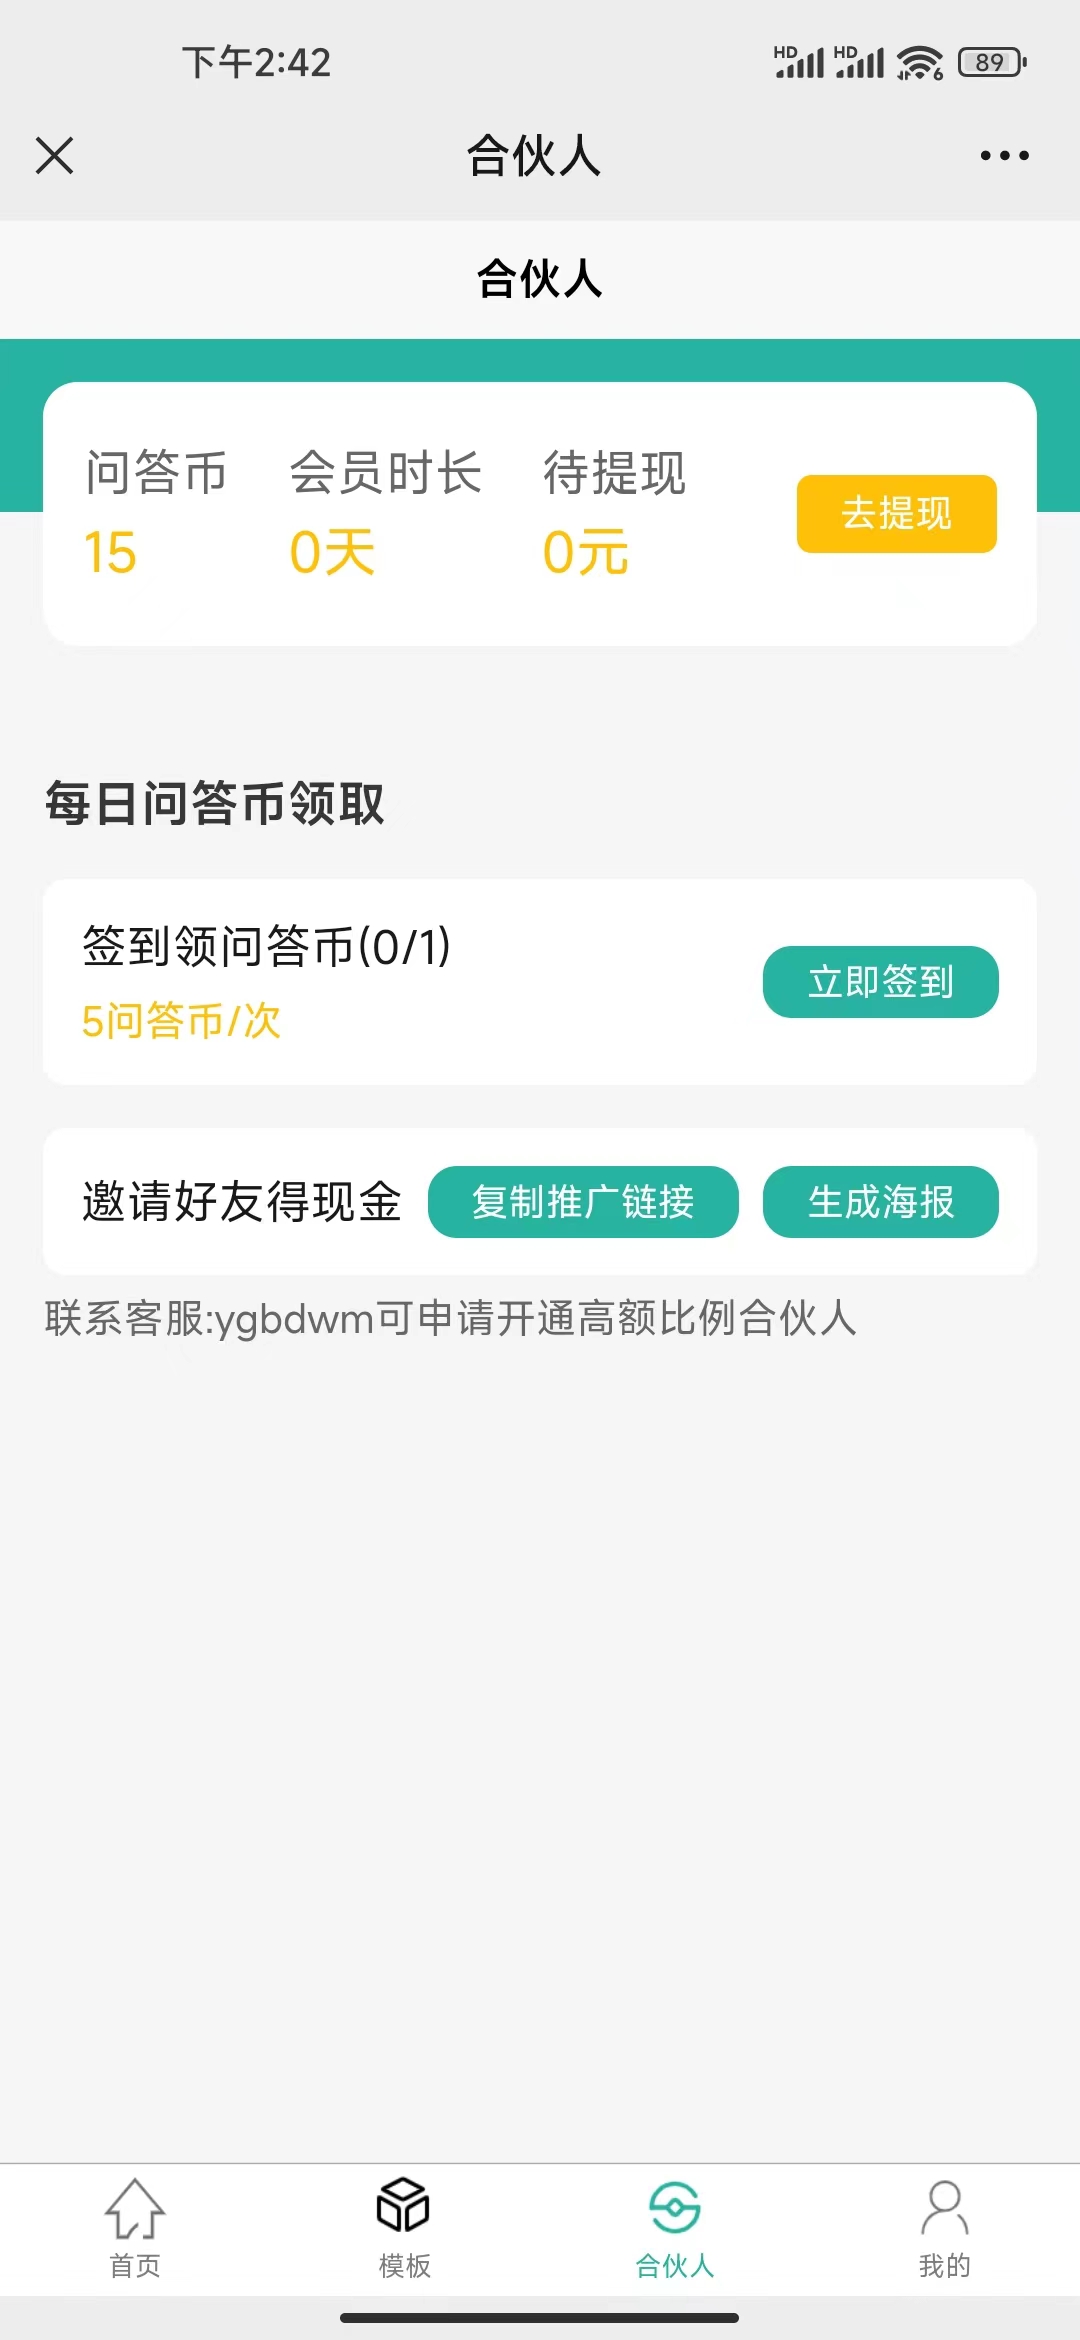 下午2:42
HD HD 6 89
合伙人
合伙人
问答币 会员时长 待提现
15 0天 0元
去提现
每日问答币领取
签到领问答币(0/1)
5问答币/次
立即签到
邀请好友得现金 复制推广链接 生成海报
联系客服:ygbdwm可申请开通高额比例合伙人
首页 模板 合伙人 我的